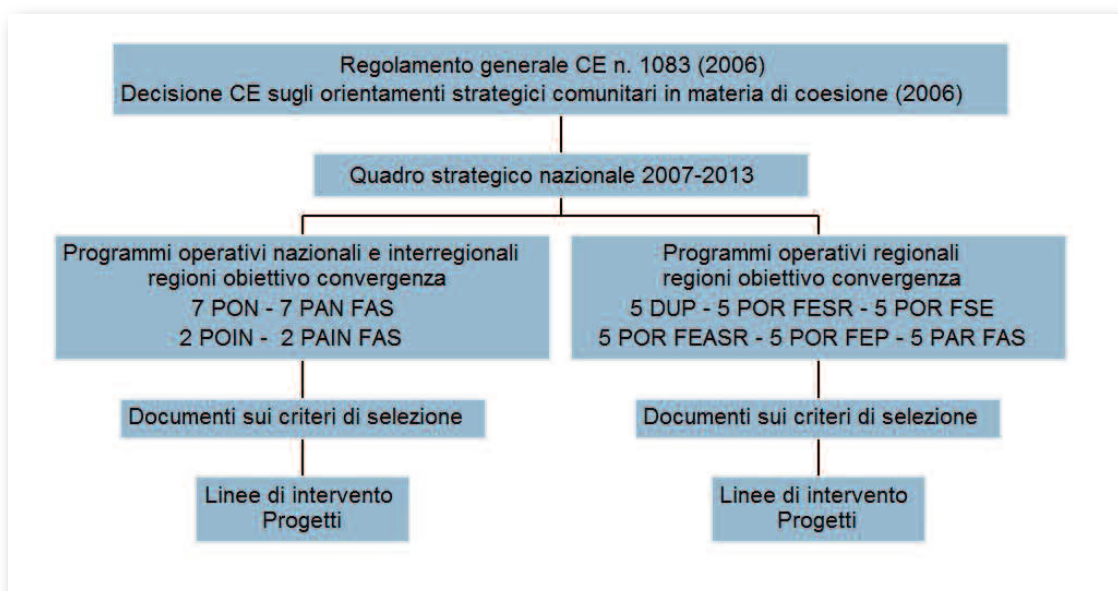 Regolamento generale CE n. 1083 (2006)
Decisione CE sugli orientamenti strategici comunitari in materia di coesione (2006)
Quadro strategico nazionale 2007-2013
Programmi operativi nazionali e interregionali
regioni obiettivo convergenza
7 PON - 7 PAN FAS
2 POIN - 2 PAIN FAS
Programmi operativi regionali
regioni obiettivo convergenza
5 DUP - 5 POR FESR - 5 POR FSE
5 POR FEASR - 5 POR FEP - 5 PAR FAS
Documenti sui criteri di selezione
Documenti sui criteri di selezione
Linee di intervento
Progetti
Linee di intervento
Progetti